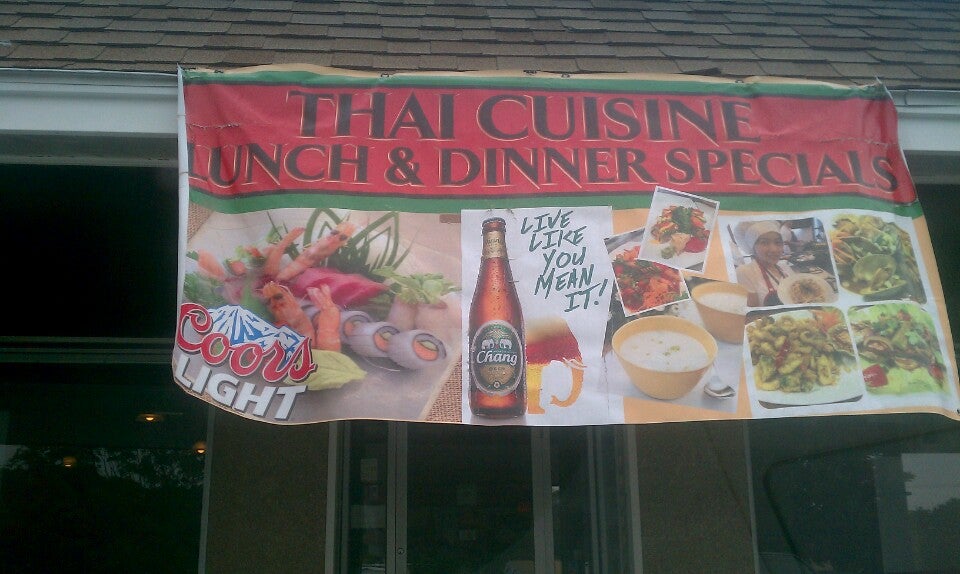 THAI CUISINE
LUNCH & DINNER SPECIALS
LIVE
LIKE
YOU
MEAN
IT!
Chang
Coors
LIGHT